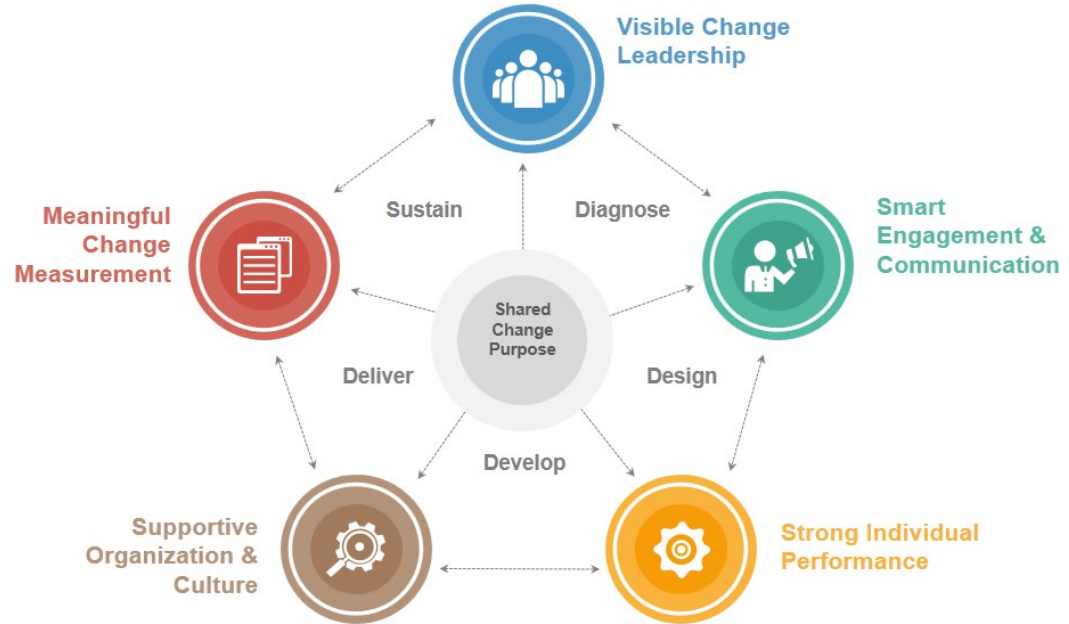 Visible Change
Leadership
Sustain
Diagnose
Meaningful
Change
Measurement
Smart
Engagement &
Communication
Shared
Change
Purpose
Deliver
Design
Develop
Supportive
Organization &
Culture
Strong Individual
Performance